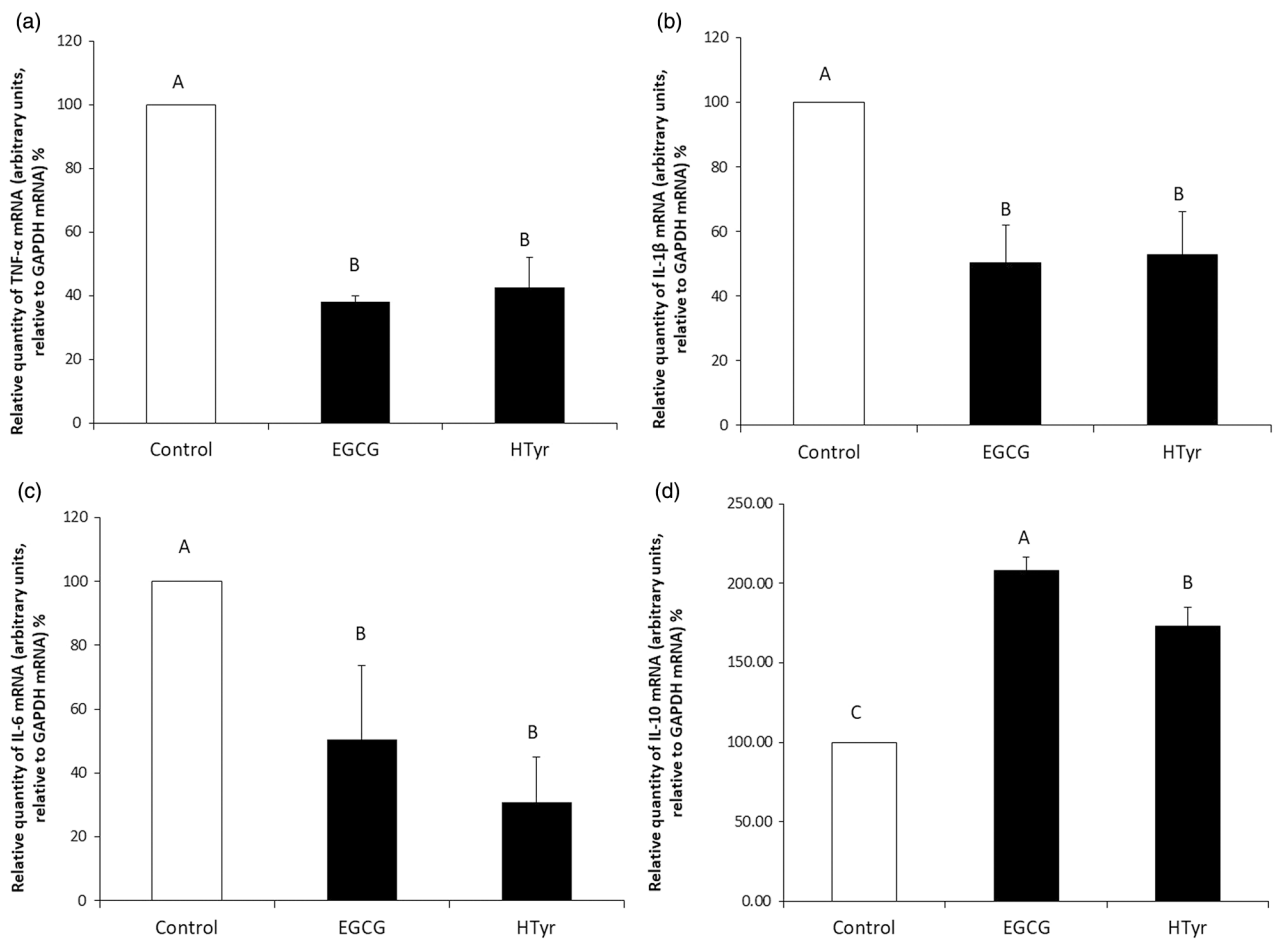 (a)
Relative quantity of TNF-α mRNA (arbitrary units,
relative to GAPDH mRNA) %
120
100
80
60
40
20
0
A
B
B
Control
EGCG
HTyr
(b)
Relative quantity of IL-1β mRNA (arbitrary units,
relative to GAPDH mRNA) %
120
100
80
60
40
20
0
A
B
B
Control
EGCG
HTyr
(c)
Relative quantity of IL-6 mRNA (arbitrary units,
relative to GAPDH mRNA) %
120
100
80
60
40
20
0
A
B
B
Control
EGCG
HTyr
(d)
Relative quantity of IL-10 mRNA (arbitrary units,
relative to GAPDH mRNA) %
250.00
200.00
150.00
100.00
50.00
0.00
C
A
B
Control
EGCG
HTyr